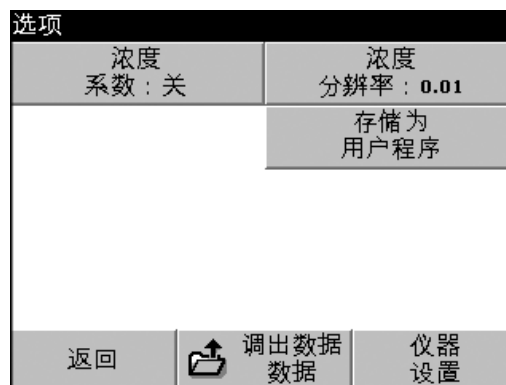 选项
浓度
系数：关
浓度
分辨率：0.01
存储为
用户程序
返回
调出数据
数据
仪器
设置